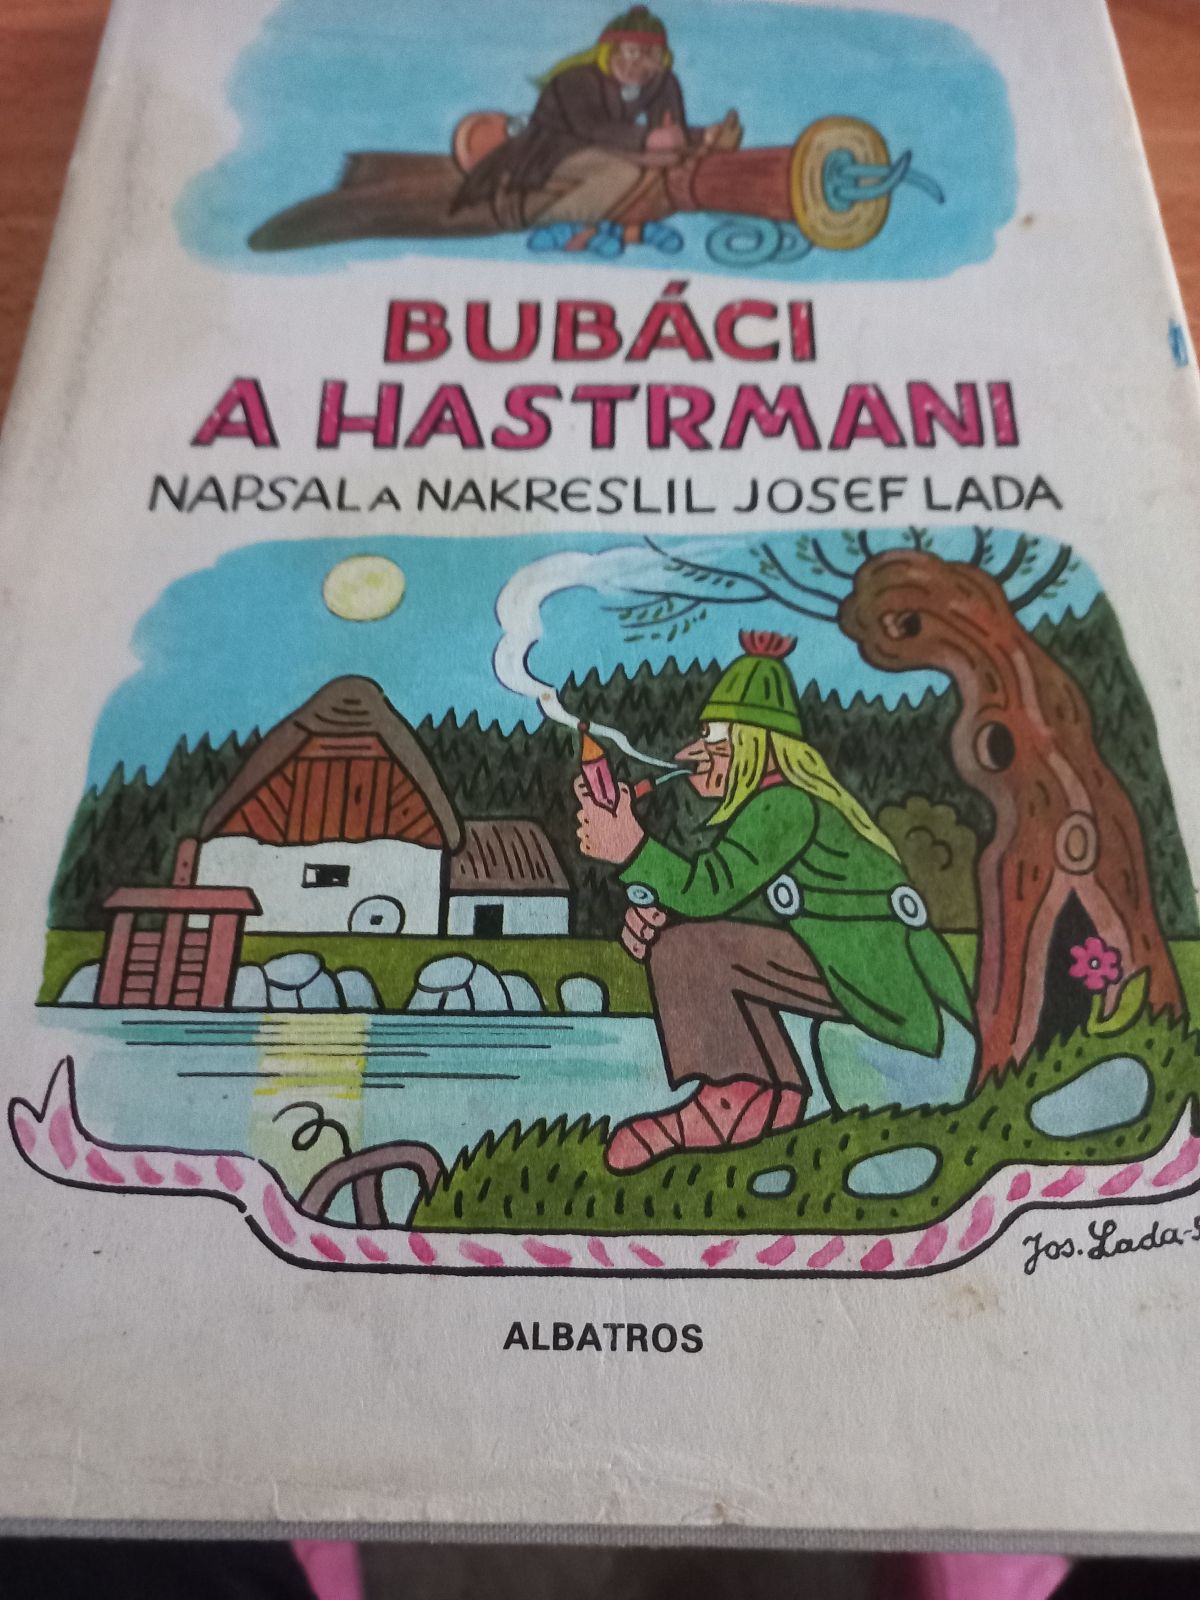 BUBÁCI
A HASTRMANI
NAPSAL A NAKRESLIL JOSEF LADA
Jos. Lada
ALBATROS